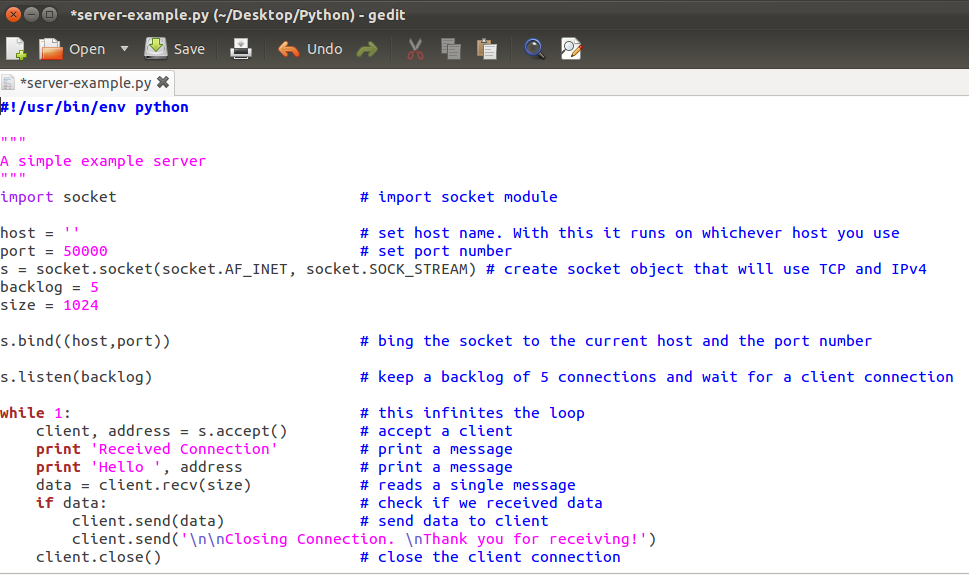 *server-example.py (~/Desktop/Python) - gedit
Open Save Undo
*server-example.py
#!/usr/bin/env python
"""
A simple example server
"""
import socket                           # import socket module
host = ''                               # set host name. With this it runs on whichever host you use
port = 50000                            # set port number
s = socket.socket(socket.AF_INET, socket.SOCK_STREAM) # create socket object that will use TCP and IPv4
backlog = 5
size = 1024
s.bind((host,port))                     # bing the socket to the current host and the port number
s.listen(backlog)                       # keep a backlog of 5 connections and wait for a client connection
while 1:                                # this infinites the loop
    client, address = s.accept()        # accept a client
    print 'Received Connection'         # print a message
    print 'Hello ', address             # print a message
    data = client.recv(size)            # reads a single message
    if data:                            # check if we received data
        client.send(data)               # send data to client
        client.send('\n\nClosing Connection. \nThank you for receiving!')
    client.close()                      # close the client connection